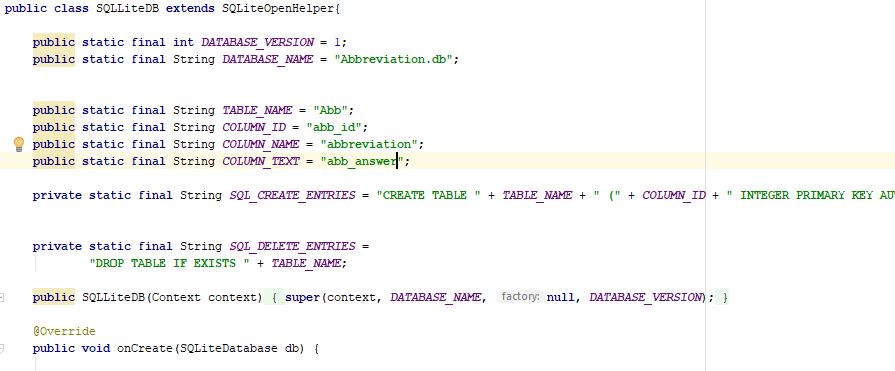 public class SQLLiteDB extends SQLiteOpenHelper{
public static final int DATABASE_VERSION = 1;
public static final String DATABASE_NAME = "Abbreviation.db";
public static final String TABLE_NAME = "Abb";
public static final String COLUMN_ID = "abb_id";
public static final String COLUMN_NAME = "abbreviation";
public static final String COLUMN_TEXT = "abb_answer";
private static final String SQL_CREATE_ENTRIES = "CREATE TABLE " + TABLE_NAME + " (" + COLUMN_ID + " INTEGER PRIMARY KEY AU
private static final String SQL_DELETE_ENTRIES =
"DROP TABLE IF EXISTS " + TABLE_NAME;
public SQLLiteDB(Context context) { super(context, DATABASE_NAME, factory: null, DATABASE_VERSION); }
@Override
public void onCreate(SQLiteDatabase db) {